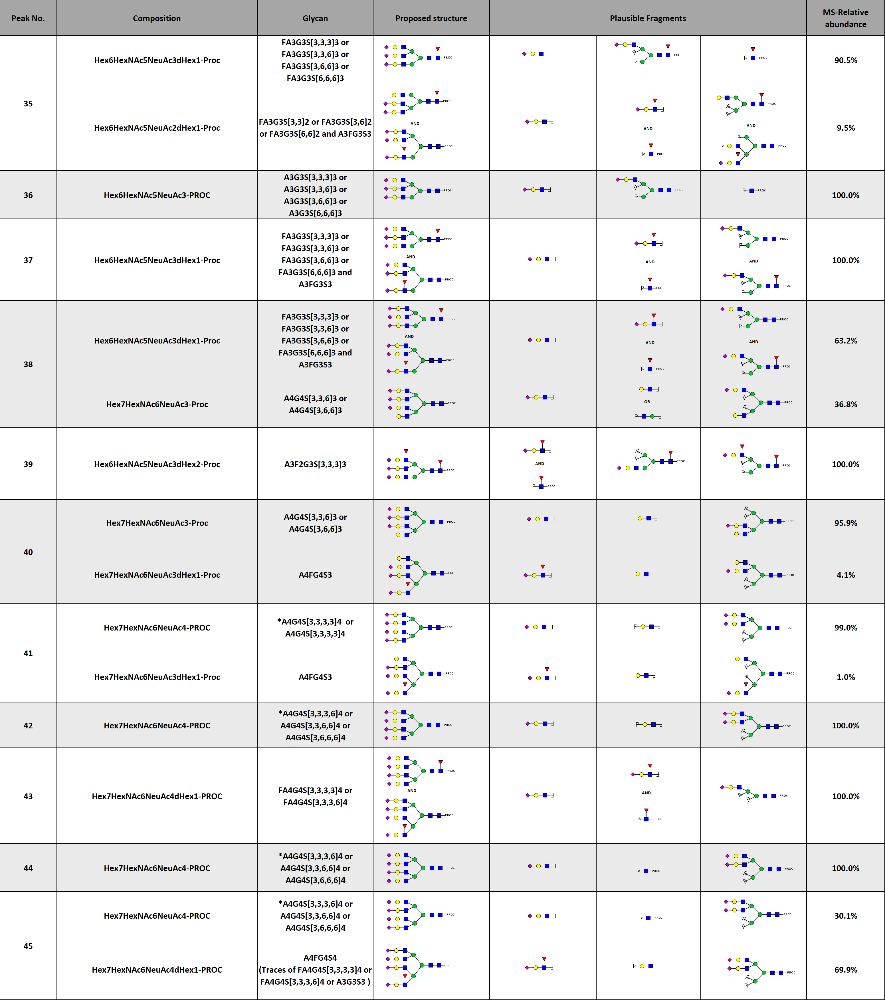 Peak No. Composition Glycan Proposed structure Plausible Fragments MS-Relative
abundance
35
Hex6HexNAc5NeuAc3dHex1-Proc
FA3G3S[3,3,3]3 or
FA3G3S[3,3,6]3 or
FA3G3S[3,6,6]3 or
FA3G3S[6,6,6]3
PROC
PROC
PROC
90.5%
Hex6HexNAc5NeuAc2dHex1-Proc
FA3G3S[3,3]2 or FA3G3S[3,6]2
or FA3G3S[6,6]2 and A3FG3S3
PROC
AND
PROC
AND
PROC
PROC
AND
PROC
9.5%
36
Hex6HexNAc5NeuAc3-PROC
A3G3S[3,3,3]3 or
A3G3S[3,3,6]3 or
A3G3S[3,6,6]3 or
A3G3S[6,6,6]3
PROC
PROC
PROC
100.0%
37
Hex6HexNAc5NeuAc3dHex1-Proc
FA3G3S[3,3,3]3 or
FA3G3S[3,3,6]3 or
FA3G3S[3,6,6]3 or
FA3G3S[6,6,6]3 and
A3FG3S3
PROC
AND
PROC
AND
PROC
PROC
AND
PROC
100.0%
38
Hex6HexNAc5NeuAc3dHex1-Proc
FA3G3S[3,3,3]3 or
FA3G3S[3,3,6]3 or
FA3G3S[3,6,6]3 or
FA3G3S[6,6,6]3 and
A3FG3S3
PROC
AND
PROC
AND
PROC
PROC
AND
PROC
63.2%
Hex7HexNAc6NeuAc3-Proc
A4G4S[3,3,6]3 or
A4G4S[3,6,6]3
PROC
OR
PROC
36.8%
39
Hex6HexNAc5NeuAc3dHex2-Proc
A3F2G3S[3,3,3]3
PROC
AND
PROC
PROC
PROC
100.0%
40
Hex7HexNAc6NeuAc3-Proc
A4G4S[3,3,6]3 or
A4G4S[3,6,6]3
PROC
PROC
95.9%
Hex7HexNAc6NeuAc3dHex1-Proc
A4FG4S3
PROC
PROC
4.1%
41
Hex7HexNAc6NeuAc4-PROC
*A4G4S[3,3,3,3]4 or
A4G4S[3,3,3,3]4
PROC
PROC
99.0%
Hex7HexNAc6NeuAc3dHex1-Proc
A4FG4S3
PROC
PROC
1.0%
42
Hex7HexNAc6NeuAc4-PROC
*A4G4S[3,3,3,6]4 or
A4G4S[3,3,6,6]4 or
A4G4S[3,6,6,6]4
PROC
PROC
100.0%
43
Hex7HexNAc6NeuAc4dHex1-PROC
FA4G4S[3,3,3,3]4 or
FA4G4S[3,3,3,6]4
PROC
AND
PROC
AND
PROC
PROC
100.0%
44
Hex7HexNAc6NeuAc4-PROC
*A4G4S[3,3,3,6]4 or
A4G4S[3,3,6,6]4 or
A4G4S[3,6,6,6]4
PROC
PROC
PROC
100.0%
45
Hex7HexNAc6NeuAc4-PROC
*A4G4S[3,3,3,6]4 or
A4G4S[3,3,6,6]4 or
A4G4S[3,6,6,6]4
PROC
PROC
PROC
30.1%
Hex7HexNAc6NeuAc4dHex1-PROC
A4FG4S4
(Traces of FA4G4S[3,3,3,3]4 or
FA4G4S[3,3,3,6]4 or A3G3S3 )
PROC
PROC
69.9%